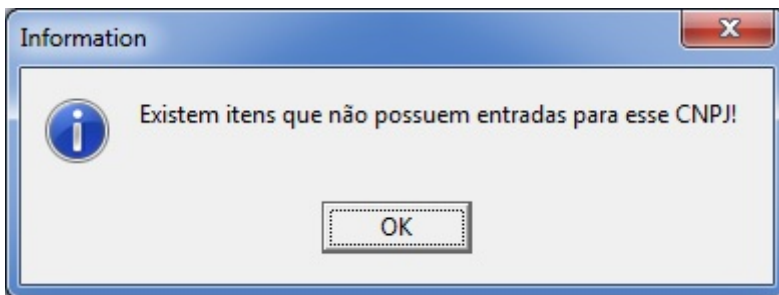 Information
Existem itens que não possuem entradas para esse CNPJ!
OK